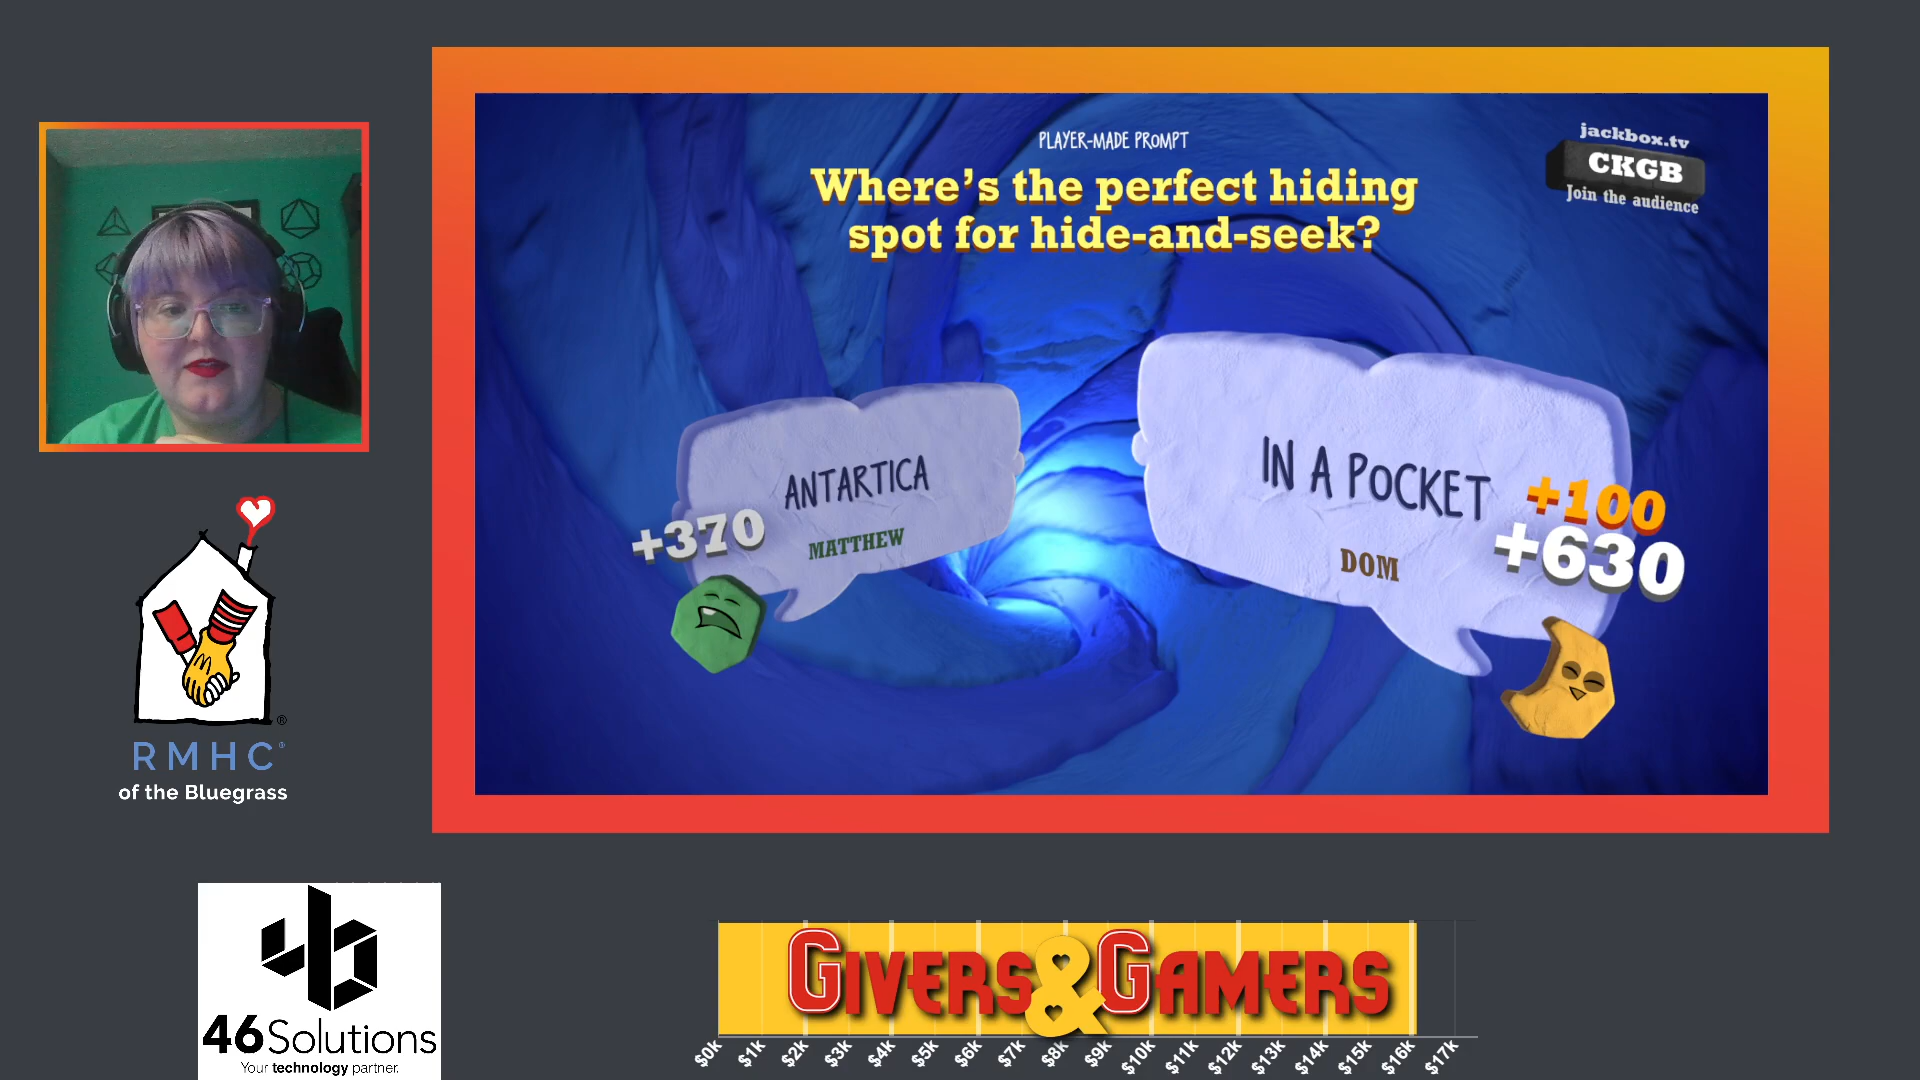 PLAYER-MADE PROMPT
Where's the perfect hiding
spot for hide-and-seek?
jackbox.tv
CKGB
Join the audience
ANTARTICA
MATTHEW
+370
IN A POCKET
DOM
+100
+630
RMHC®
of the Bluegrass
46Solutions
Your technology partner.
GIVERS&GAMERS
$0k $1k $2k $3k $4k $5k $6k $7k $8k $9k $10k $11k $12k $13k $14k $15k $16k $17k